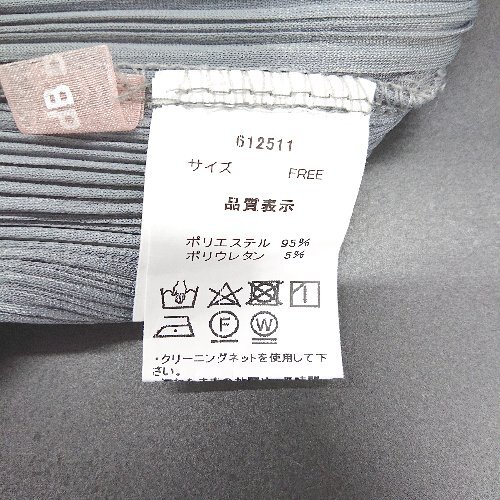 BP
612511
サイズ FREE
品質表示
ポリエステル 95%
ポリウレタン 5%
F W
・クリーニングネットを使用して下
さい。